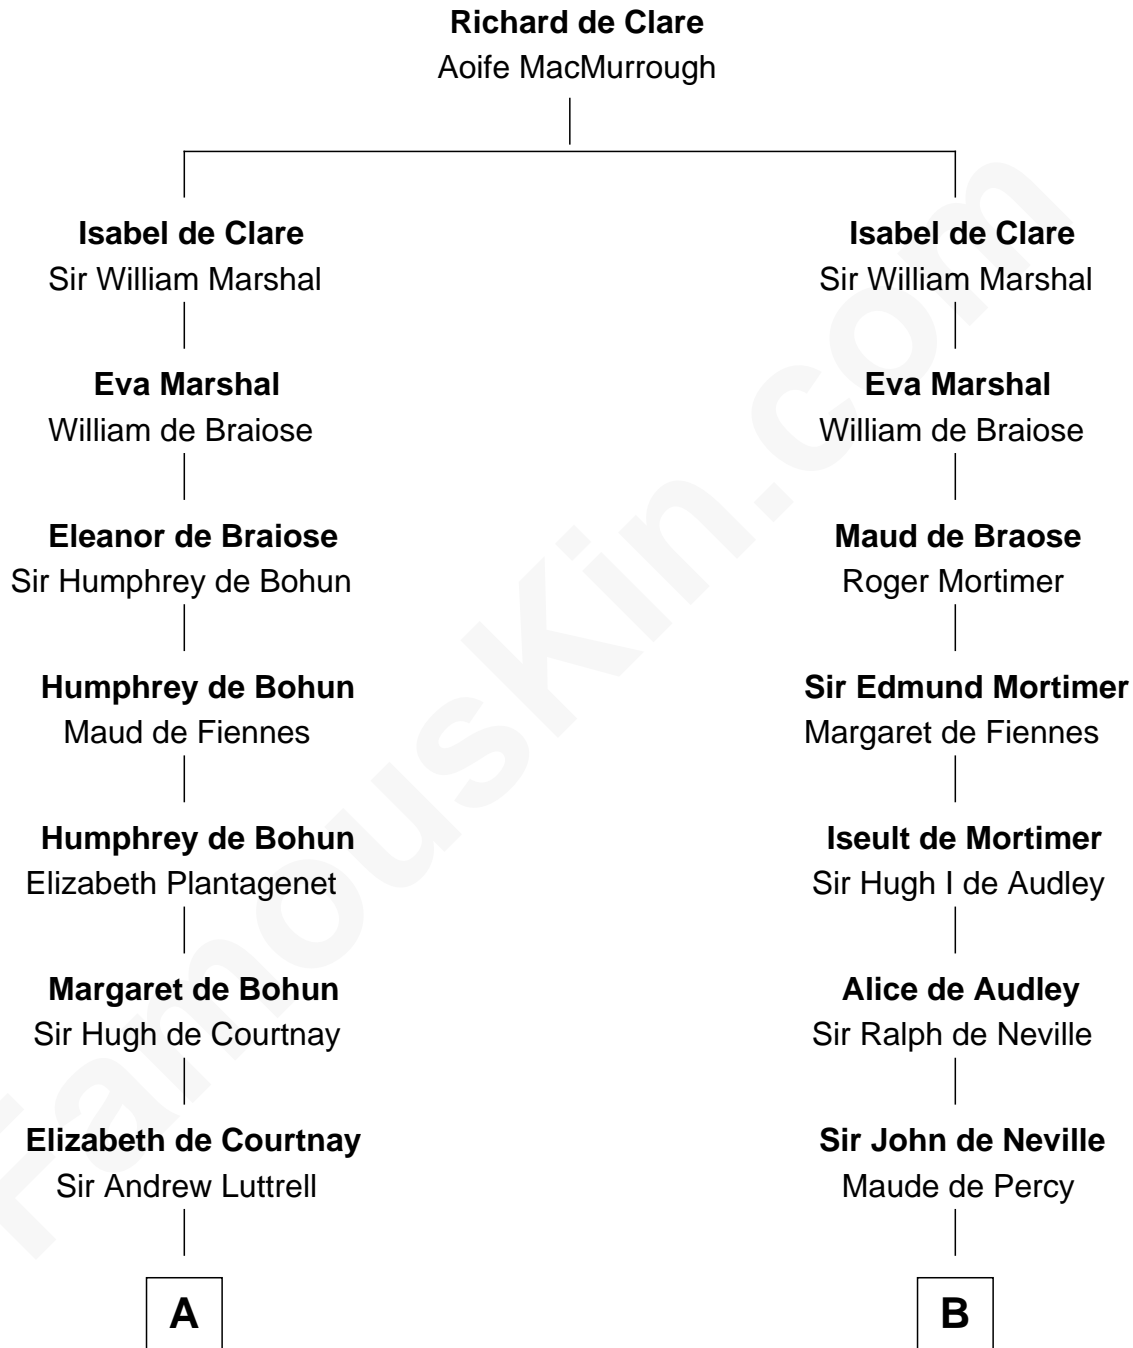 Richard de Clare
Aoife MacMurrough
Isabel de Clare
Sir William Marshal
Eva Marshal
William de Braiose
Eleanor de Braiose
Sir Humphrey de Bohun
Humphrey de Bohun
Maud de Fiennes
Humphrey de Bohun
Elizabeth Plantagenet
Margaret de Bohun
Sir Hugh de Courtnay
Elizabeth de Courtnay
Sir Andrew Luttrell
A
Isabel de Clare
Sir William Marshal
Eva Marshal
William de Braiose
Maud de Braose
Roger Mortimer
Sir Edmund Mortimer
Margaret de Fiennes
Iseult de Mortimer
Sir Hugh I de Audley
Alice de Audley
Sir Ralph de Neville
Sir John de Neville
Maude de Percy
B
FamousKin.com